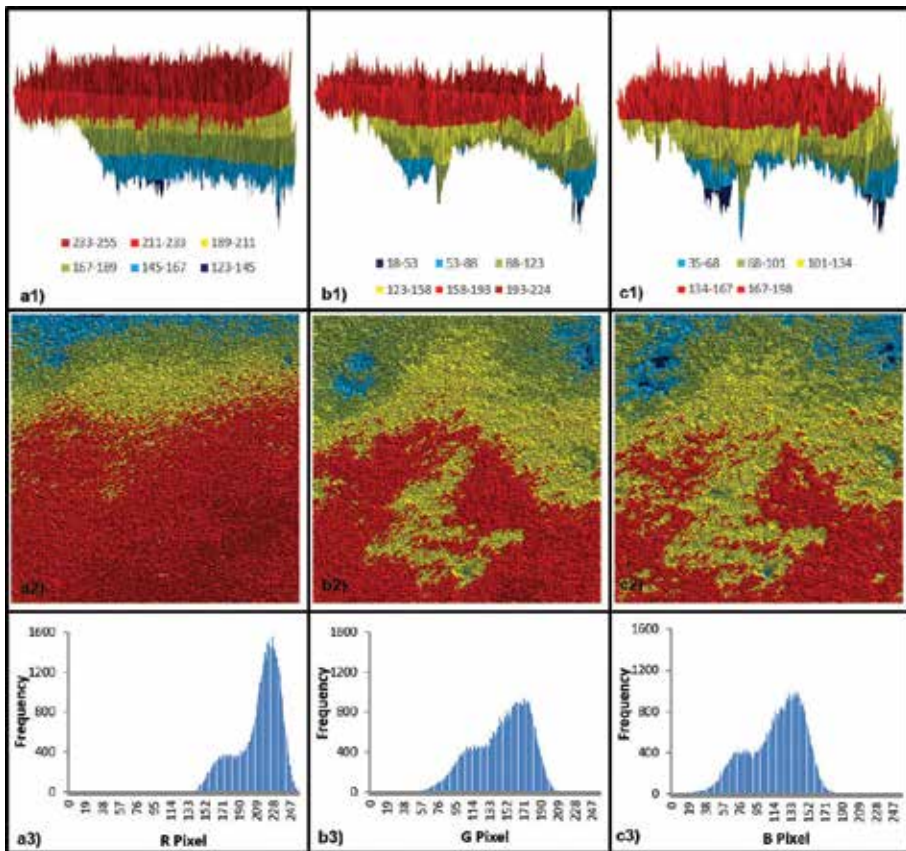 233-255 211-233 189-211
167-189 145-167 123-145
a1)
18-53 53-88 88-123
123-158 158-193 193-224
b1)
35-68 68-101 101-134
134-167 167-198
c1)
a2)
b2)
c2)
1600
1200
800
400
0
Frequency
0 19 38 57 76 95 114 133 152 171 190 209 228 247
a3)
R Pixel
1600
1200
800
400
0
Frequency
0 19 38 57 76 95 114 133 152 171 190 209 228 247
b3)
G Pixel
1600
1200
800
400
0
Frequency
0 19 38 57 76 95 114 133 152 171 190 209 228 247
c3)
B Pixel